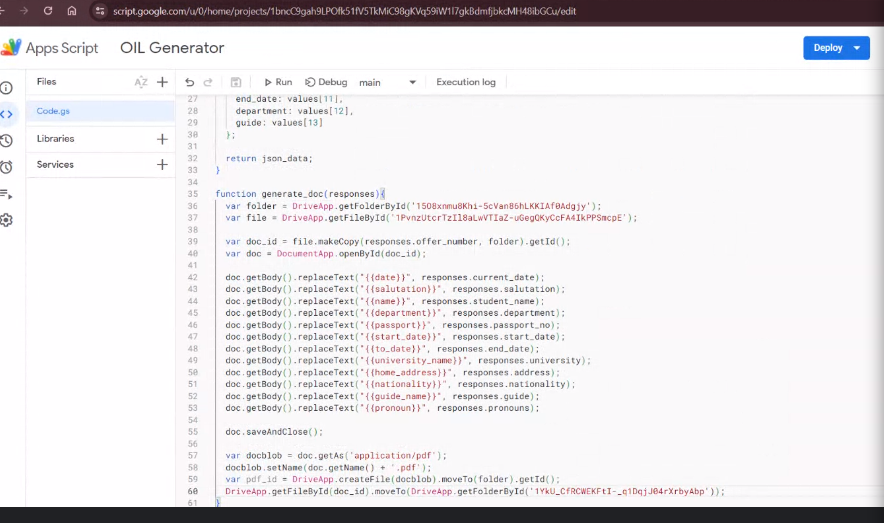 script.google.com/u/0/home/projects/1bncC9gah9LPOfk51fV5TkMiC98gKVq59iW1l7gkBdmfjbkcMH48ibGCu/edit
Apps Script OIL Generator Deploy
Files AZ Run Debug main Execution log
Code.gs
Libraries
Services
27 end_date: values[11],
28 department: values[12],
29 guide: values[13]
30 };
31
32 return json_data;
33 }
34
35 function generate_doc(responses){
36 var folder = DriveApp.getFolderById('15O8xnmu8Khi-5cVan86hLKKIAf0Adgjy');
37 var file = DriveApp.getFileById('1PvnzUtcrTzIl8aLwVTIaZ-uGegQKyCcFA4IkPPSmcpE');
38
39 var doc_id = file.makeCopy(responses.offer_number, folder).getId();
40 var doc = DocumentApp.openById(doc_id);
41
42 doc.getBody().replaceText("{{date}}", responses.current_date);
43 doc.getBody().replaceText("{{salutation}}", responses.salutation);
44 doc.getBody().replaceText("{{name}}", responses.student_name);
45 doc.getBody().replaceText("{{department}}", responses.department);
46 doc.getBody().replaceText("{{passport}}", responses.passport_no);
47 doc.getBody().replaceText("{{start_date}}", responses.start_date);
48 doc.getBody().replaceText("{{to_date}}", responses.end_date);
49 doc.getBody().replaceText("{{university_name}}", responses.university);
50 doc.getBody().replaceText("{{home_address}}", responses.address);
51 doc.getBody().replaceText("{{nationality}}", responses.nationality);
52 doc.getBody().replaceText("{{guide_name}}", responses.guide);
53 doc.getBody().replaceText("{{pronoun}}", responses.pronouns);
54
55 doc.saveAndClose();
56
57 var docblob = doc.getAs('application/pdf');
58 docblob.setName(doc.getName() + '.pdf');
59 var pdf_id = DriveApp.createFile(docblob).moveTo(folder).getId();
60 DriveApp.getFileById(doc_id).moveTo(DriveApp.getFolderById('1YkU_CfRCWEKFtI-_q1DqjJ04rXrbyAbp'));
61 }